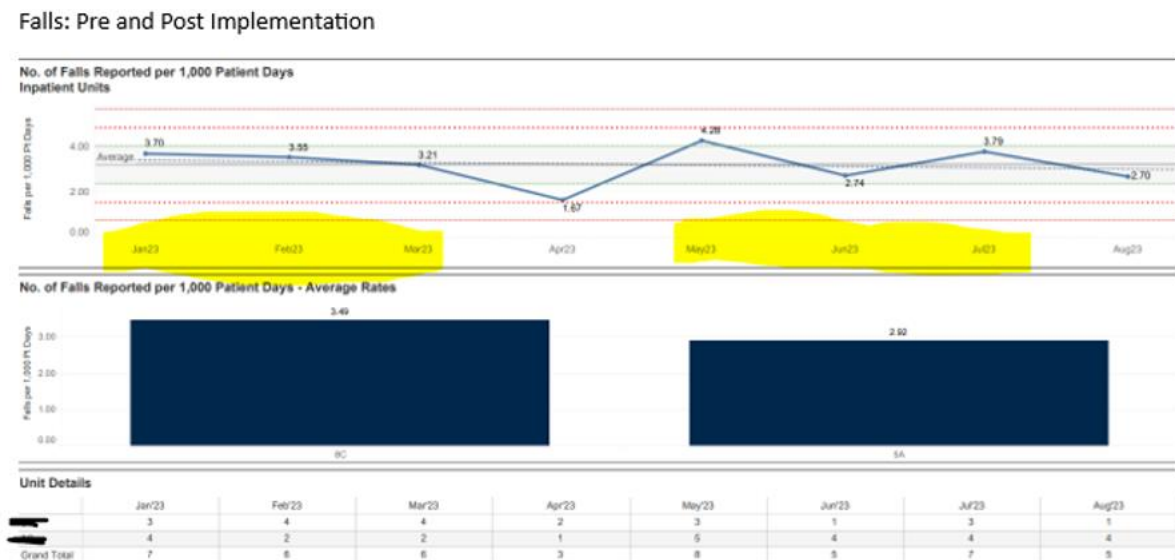 Falls: Pre and Post Implementation
No. of Falls Reported per 1,000 Patient Days
Inpatient Units
Falls per 1,000 Pt Days
4.00
2.00
0.00
Average
3.70
3.55
3.21
1.67
4.28
2.74
3.79
2.70
Jan23 Feb23 Mar23 Apr23 May23 Jun23 Jul23 Aug23
No. of Falls Reported per 1,000 Patient Days - Average Rates
Falls per 1,000 Pt Days
3.00
2.00
1.00
0.00
3.49
2.92
Unit Details
Jan'23 Feb'23 Mar'23 Apr'23 May'23 Jun'23 Jul'23 Aug'23
3 4 4 2 3 1 3 1
4 2 2 1 5 4 4 4
Grand Total 7 6 6 3 8 5 7 5